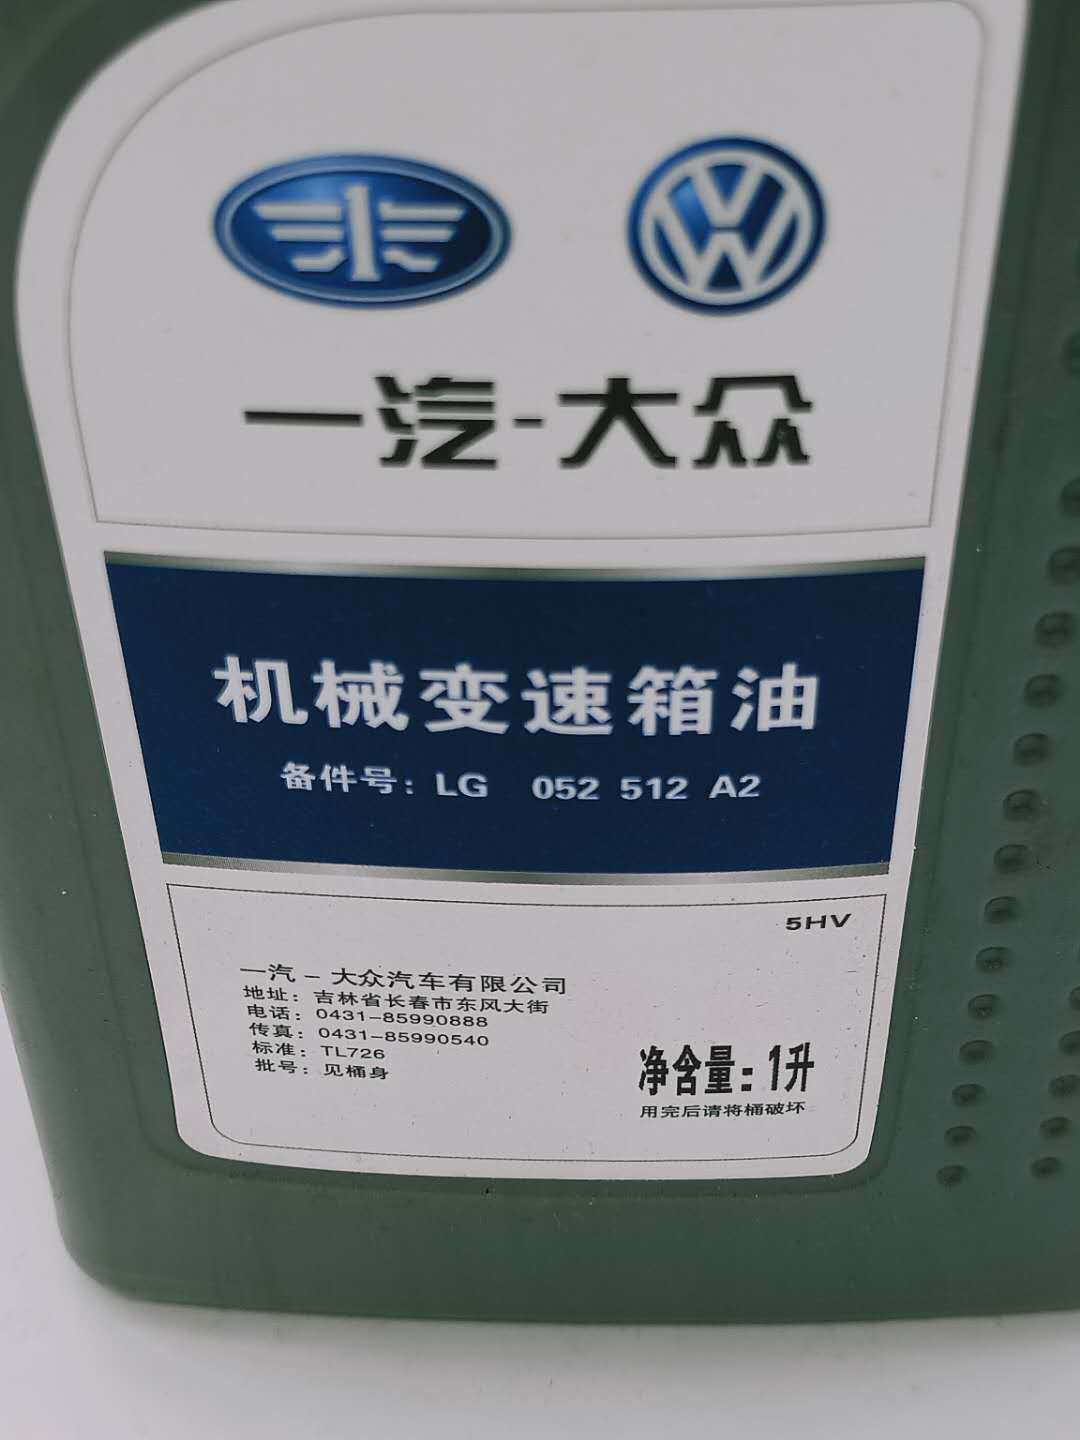 一汽-大众
机械变速箱油
备件号：LG 052 512 A2
5HV
一汽－大众汽车有限公司
地址：吉林省长春市东风大街
电话：0431-85990888
传真：0431-85990540
标准：TL726
批号：见桶身
净含量：1升
用完后请将桶破坏